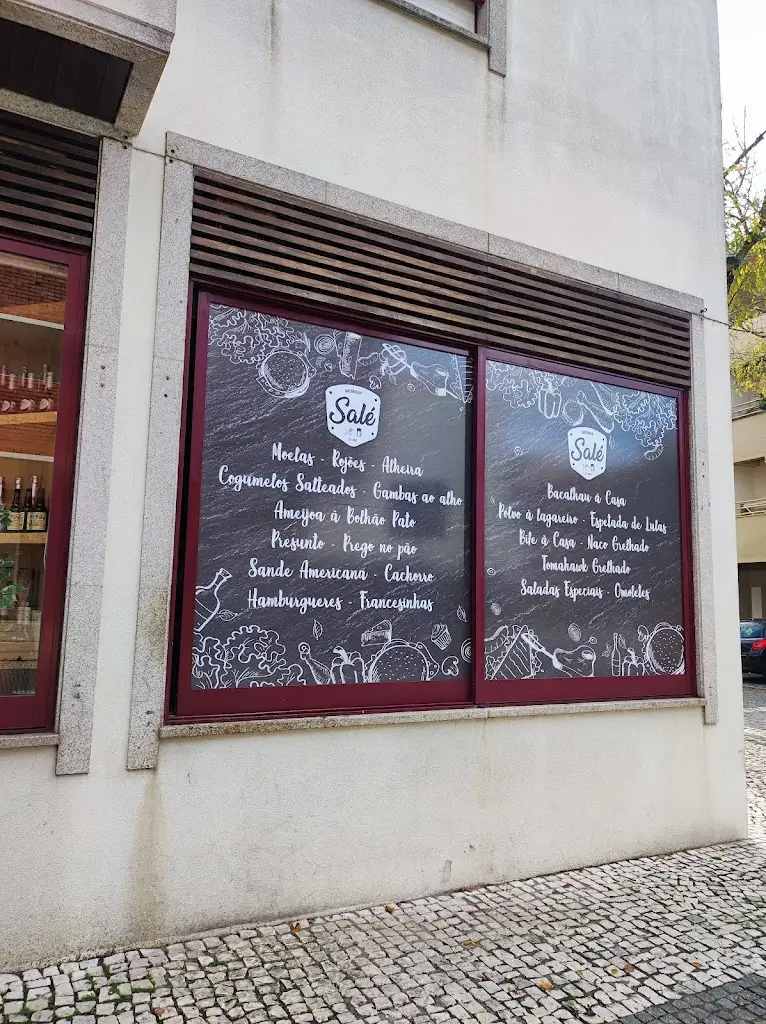 Salé
Moelas - Rojões - Alheira
Cogumelos Salteados - Gambas ao alho
Ameijoa à Bolhão Pato
Presunto - Prego no pão
Sande Americana - Cachorro
Hamburgueres - Francesinhas
Salé
Bacalhau à Casa
Polvo à lagareiro - Espetada de Lulas
Bife à Casa - Naco Grelhado
Tomahawk Grelhado
Saladas Especiais - Omoletes